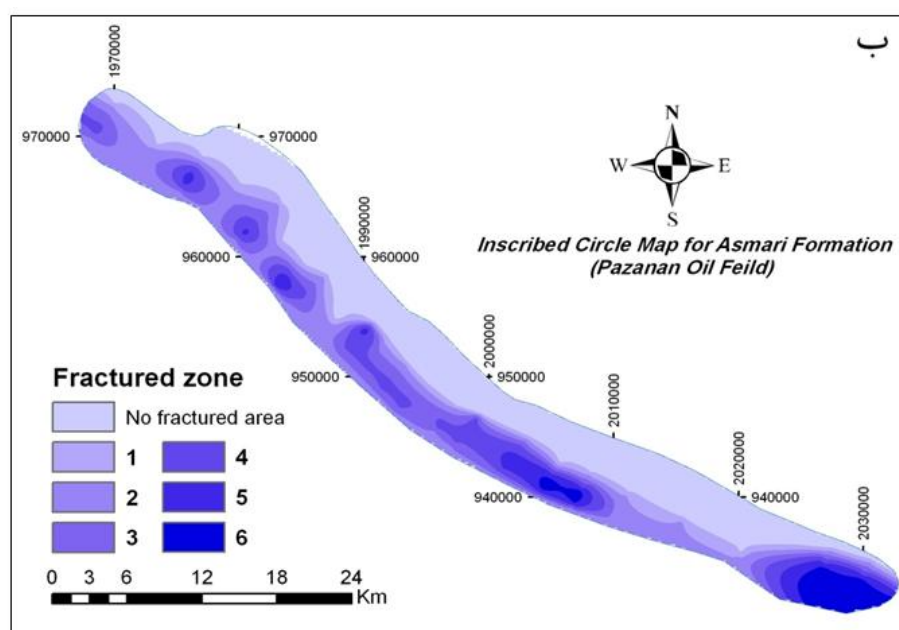 ب
1970000
970000
970000
N
W E
S
Inscribed Circle Map for Asmari Formation
(Pazanan Oil Feild)
1990000
960000
960000
2000000
950000
950000
2010000
2020000
940000
940000
2030000
Fractured zone
No fractured area
1 4
2 5
3 6
0 3 6 12 18 24
Km